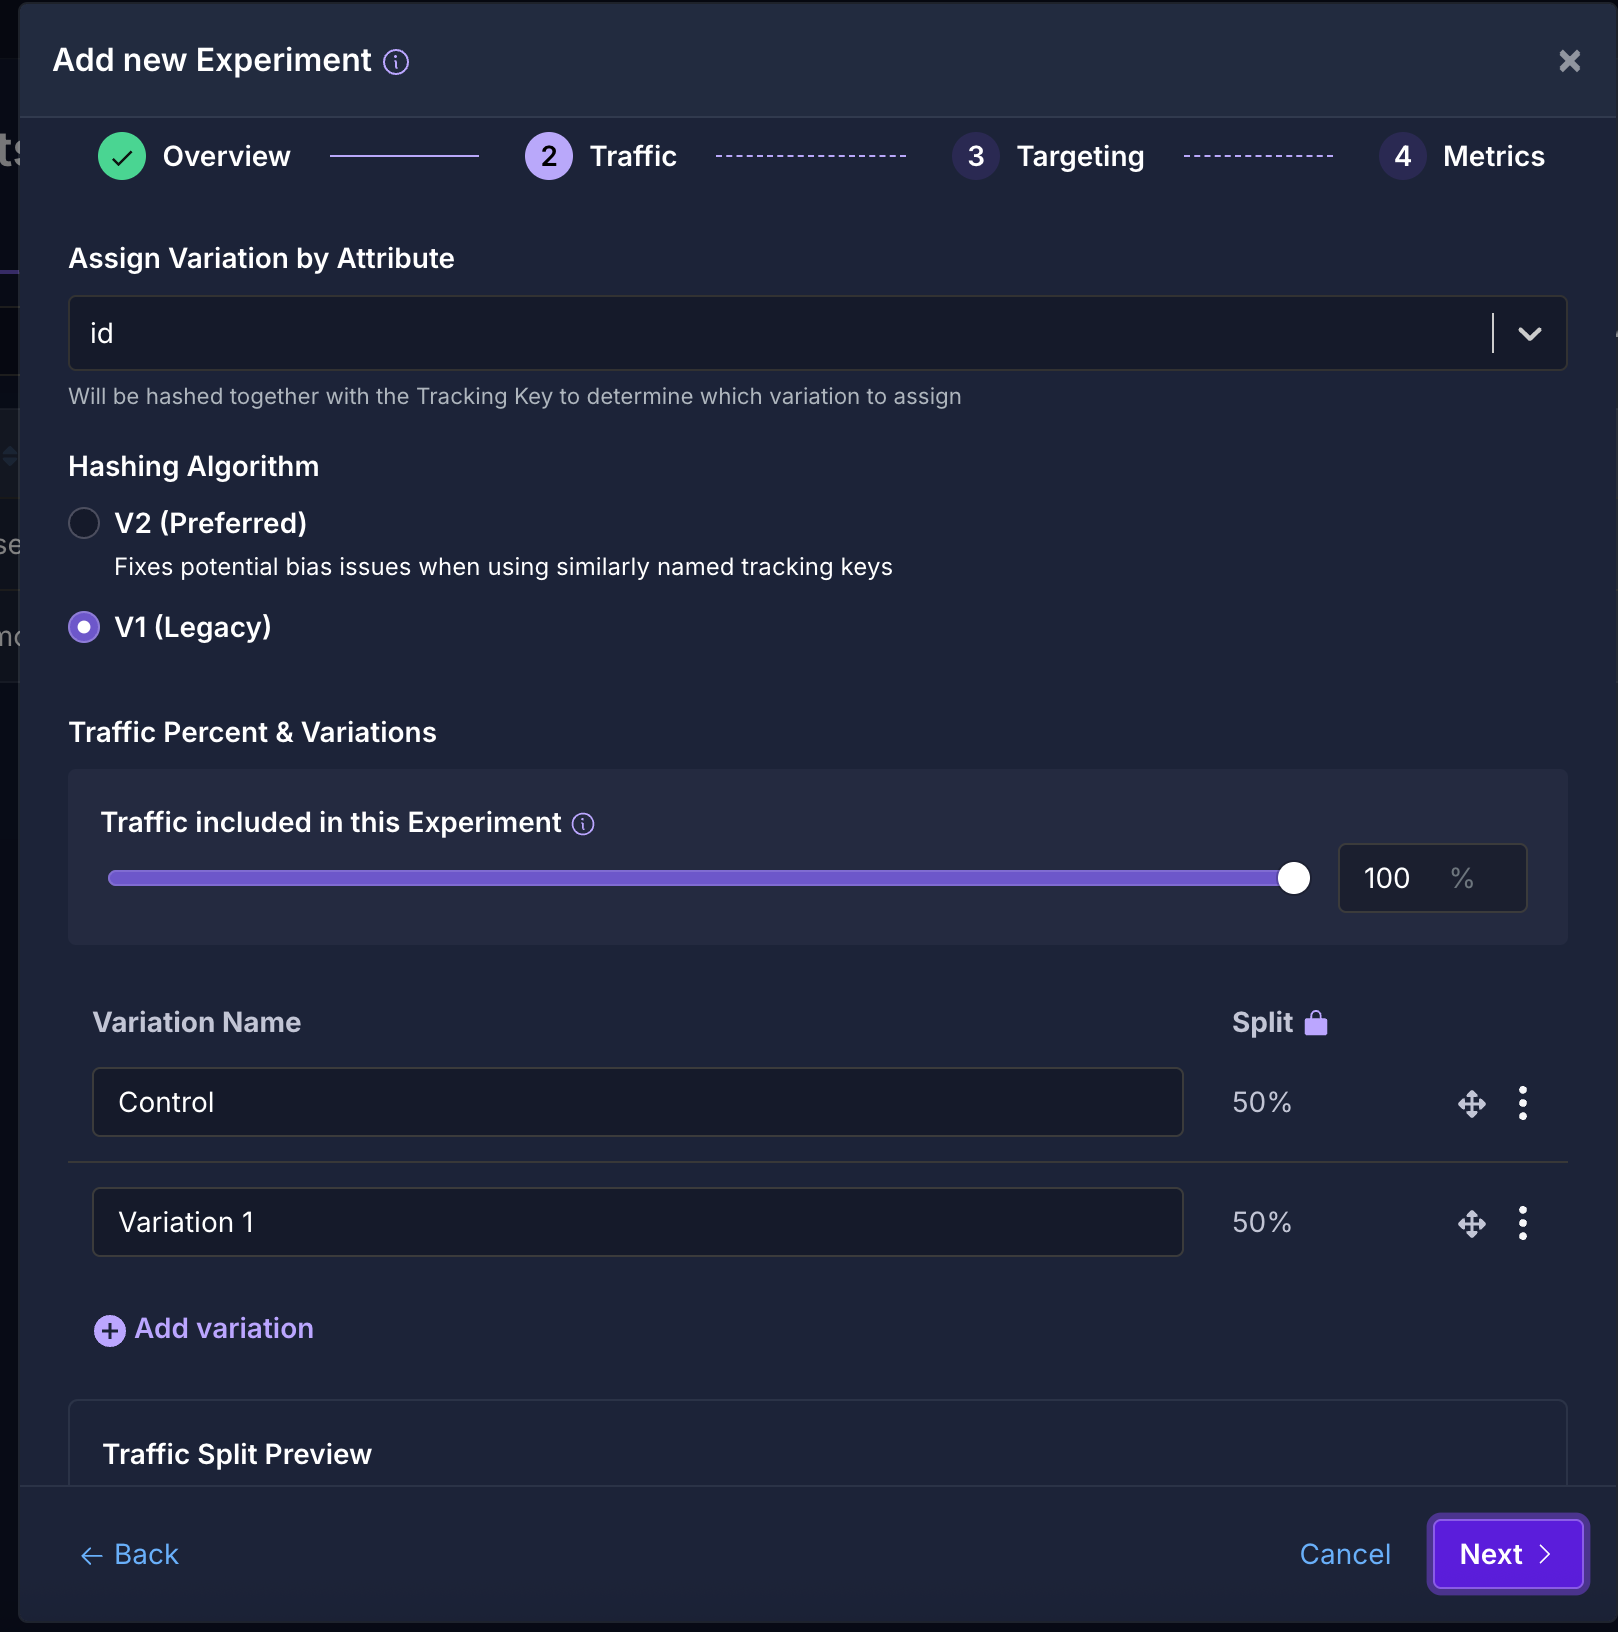 Add new Experiment
Overview
2 Traffic
3 Targeting
4 Metrics
Assign Variation by Attribute
id
Will be hashed together with the Tracking Key to determine which variation to assign
Hashing Algorithm
V2 (Preferred)
Fixes potential bias issues when using similarly named tracking keys
V1 (Legacy)
Traffic Percent & Variations
Traffic included in this Experiment
100 %
Variation Name Split
Control 50%
Variation 1 50%
Add variation
Traffic Split Preview
← Back Cancel Next